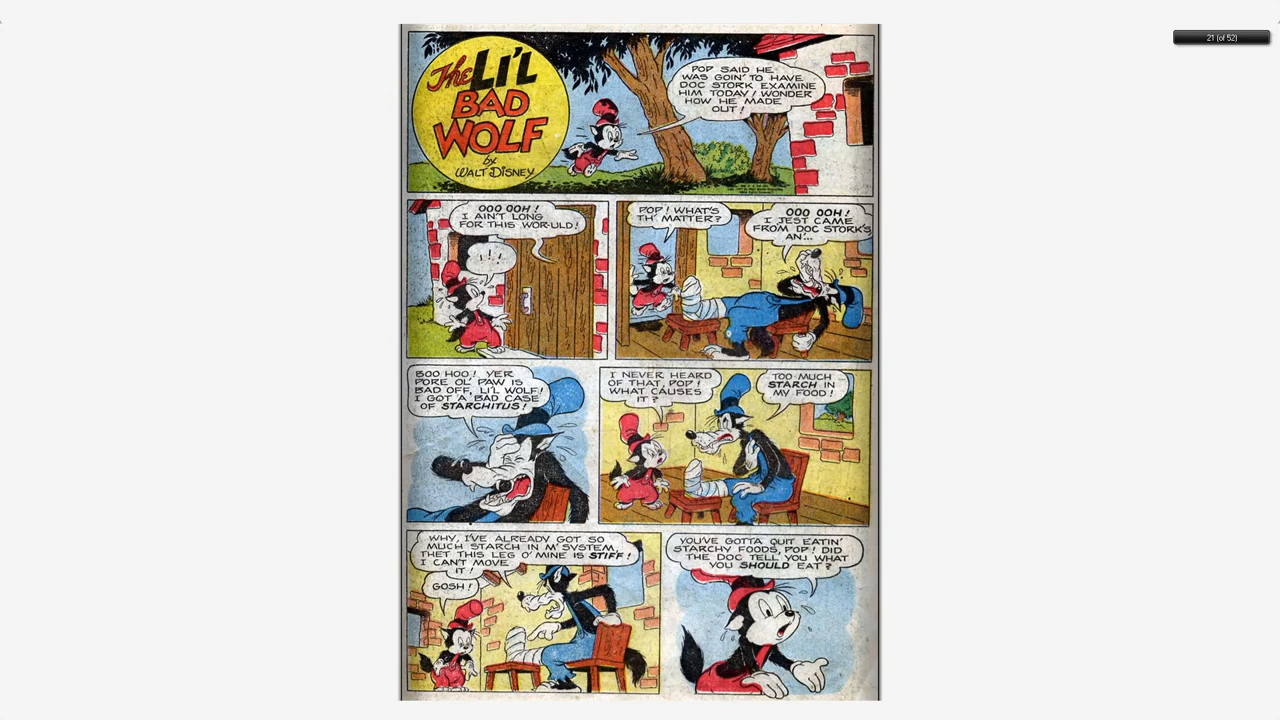 21 (of 52)
The LI'L
BAD
WOLF
by
WALT DISNEY
POP SAID HE
WAS GOIN' TO HAVE
DOC STORK EXAMINE
HIM TODAY! WONDER
HOW HE MADE
OUT!
OOO OOH!
I AIN'T LONG
FOR THIS WOR-ULD!
! !
POP! WHAT'S
TH' MATTER?
OOO OOH!
I JEST CAME
FROM DOC STORK'S
AN'...
BOO HOO! YER
PORE OL' PAW IS
BAD OFF, LI'L WOLF!
I GOT A BAD CASE
OF STARCHITUS!
I NEVER HEARD
OF THAT, POP!
WHAT CAUSES
IT?
TOO MUCH
STARCH IN
MY FOOD!
WHY, I'VE ALREADY GOT SO
MUCH STARCH IN M' SYSTEM,
THET THIS LEG O' MINE IS STIFF!
I CAN'T MOVE
IT!
GOSH!
YOU'VE GOTTA QUIT EATIN'
STARCHY FOODS, POP! DID
THE DOC TELL YOU WHAT
YOU SHOULD EAT?